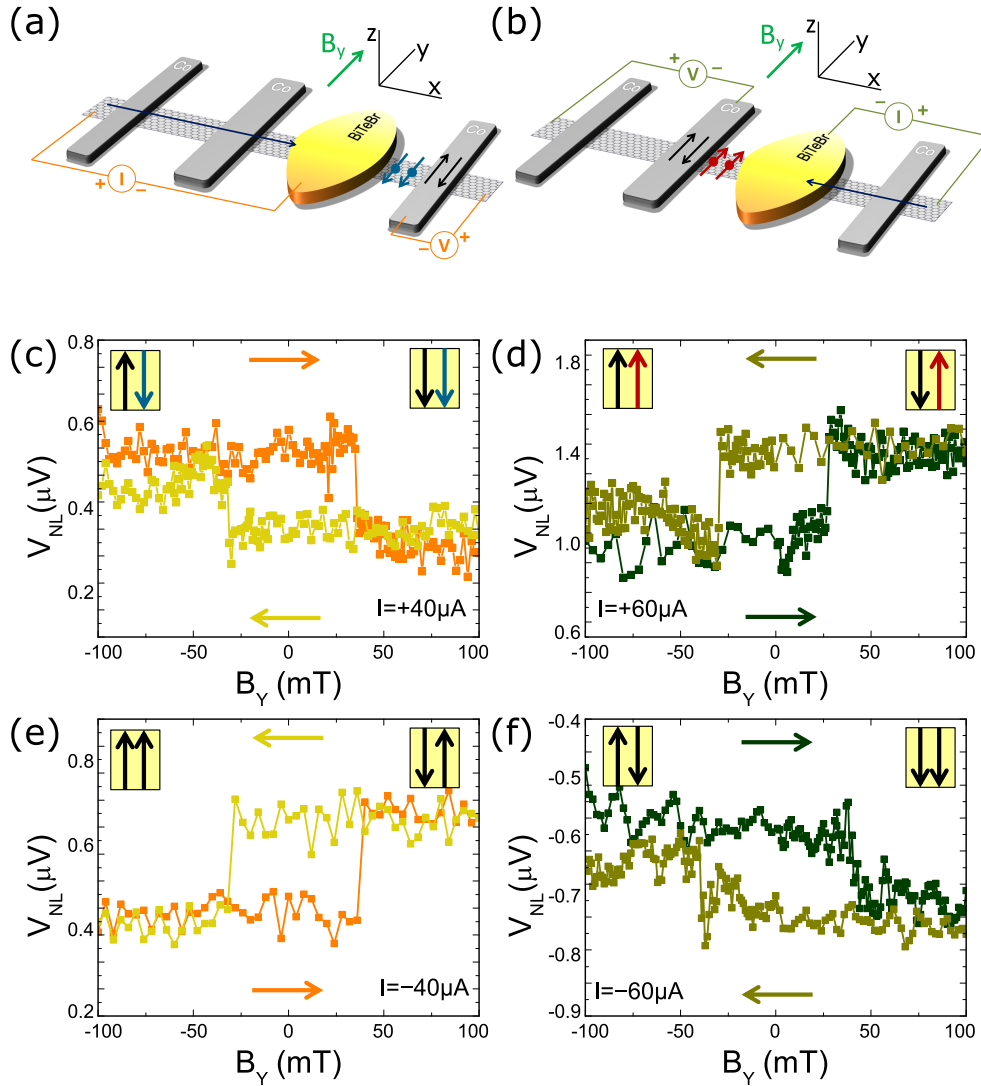 (a)
B_y
z
y
x
Co
Co
Co
BiTeBr
+ I −
− V +
(b)
+ V −
B_y
z
y
x
− I +
Co
Co
Co
BiTeBr
(c)
0.8
0.6
0.4
0.2
V_NL (μV)
I=+40μA
-100 -50 0 50 100
B_Y (mT)
(d)
1.8
1.4
1.0
0.6
V_NL (μV)
I=+60μA
-100 -50 0 50 100
B_Y (mT)
(e)
0.8
0.6
0.4
0.2
V_NL (μV)
I=−40μA
-100 -50 0 50 100
B_Y (mT)
(f)
-0.4
-0.5
-0.6
-0.7
-0.8
-0.9
V_NL (μV)
I=−60μA
-100 -50 0 50 100
B_Y (mT)